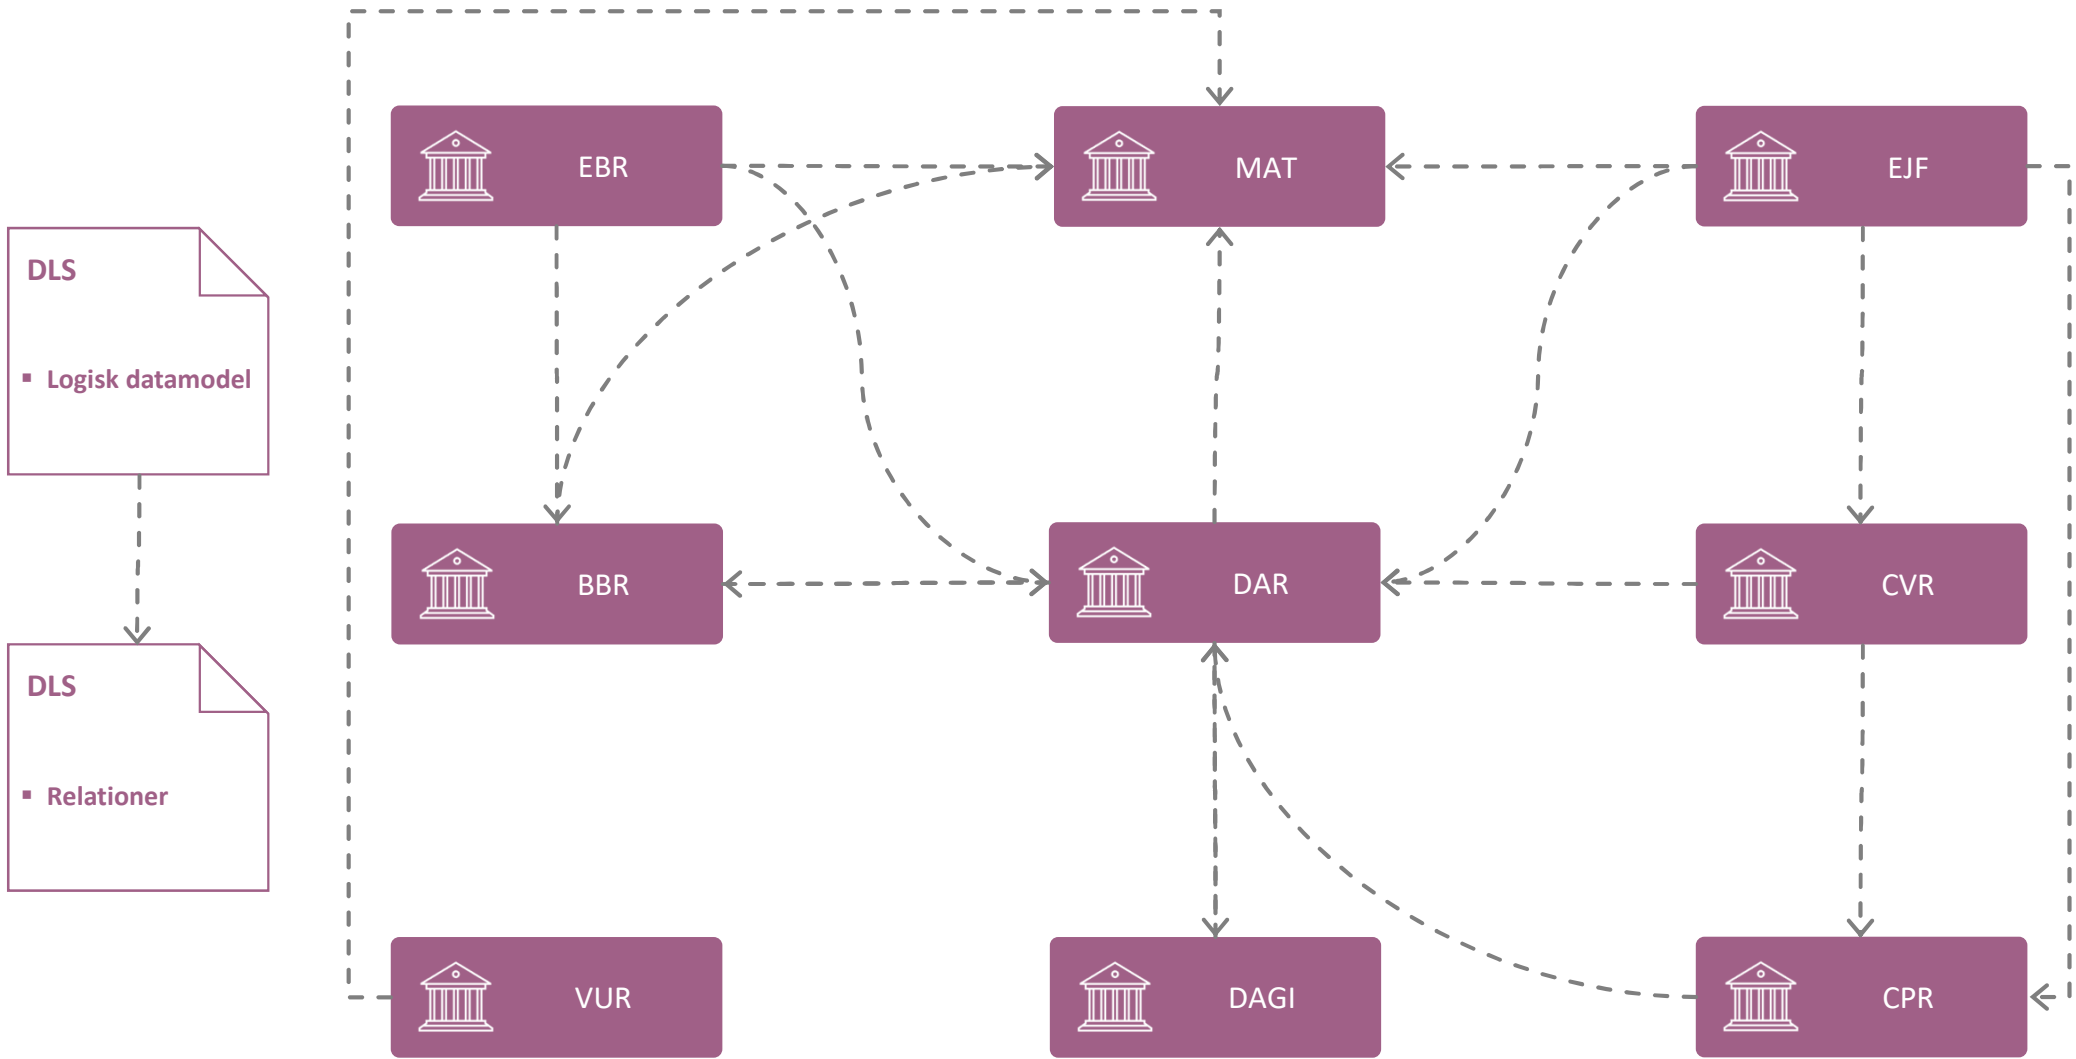 EBR
MAT
EJF
DLS
▪ Logisk datamodel
BBR
DAR
CVR
DLS
▪ Relationer
VUR
DAGI
CPR